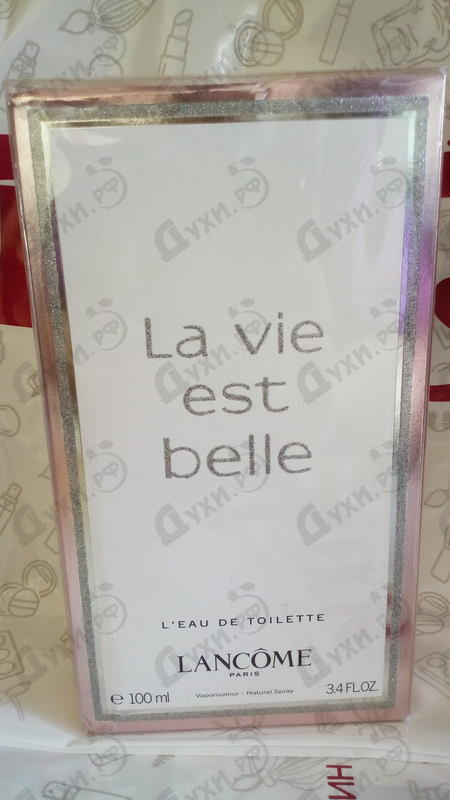 La vie
est
belle
L'EAU DE TOILETTE
LANCÔME
PARIS
e 100 ml Vaporisateur - Natural Spray 3.4 FL.OZ.
Духи.рф
ИН